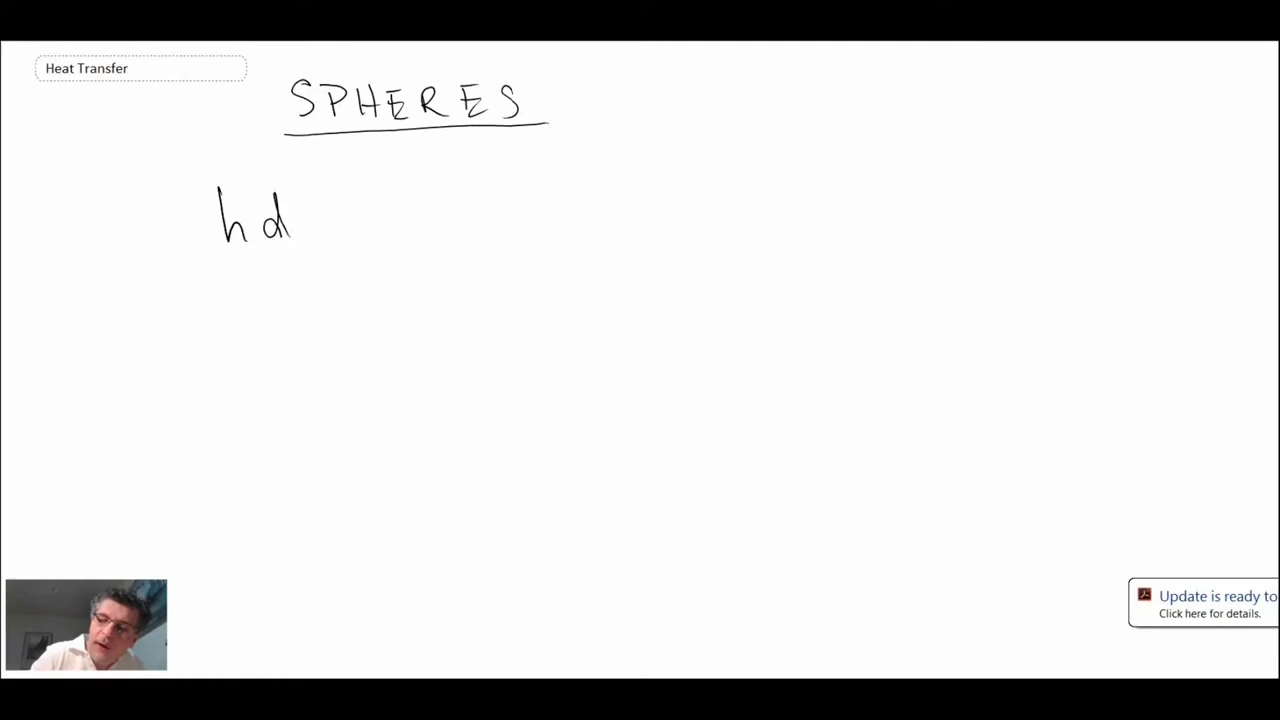 Heat Transfer
SPHERES
hd
Update is ready to
Click here for details.